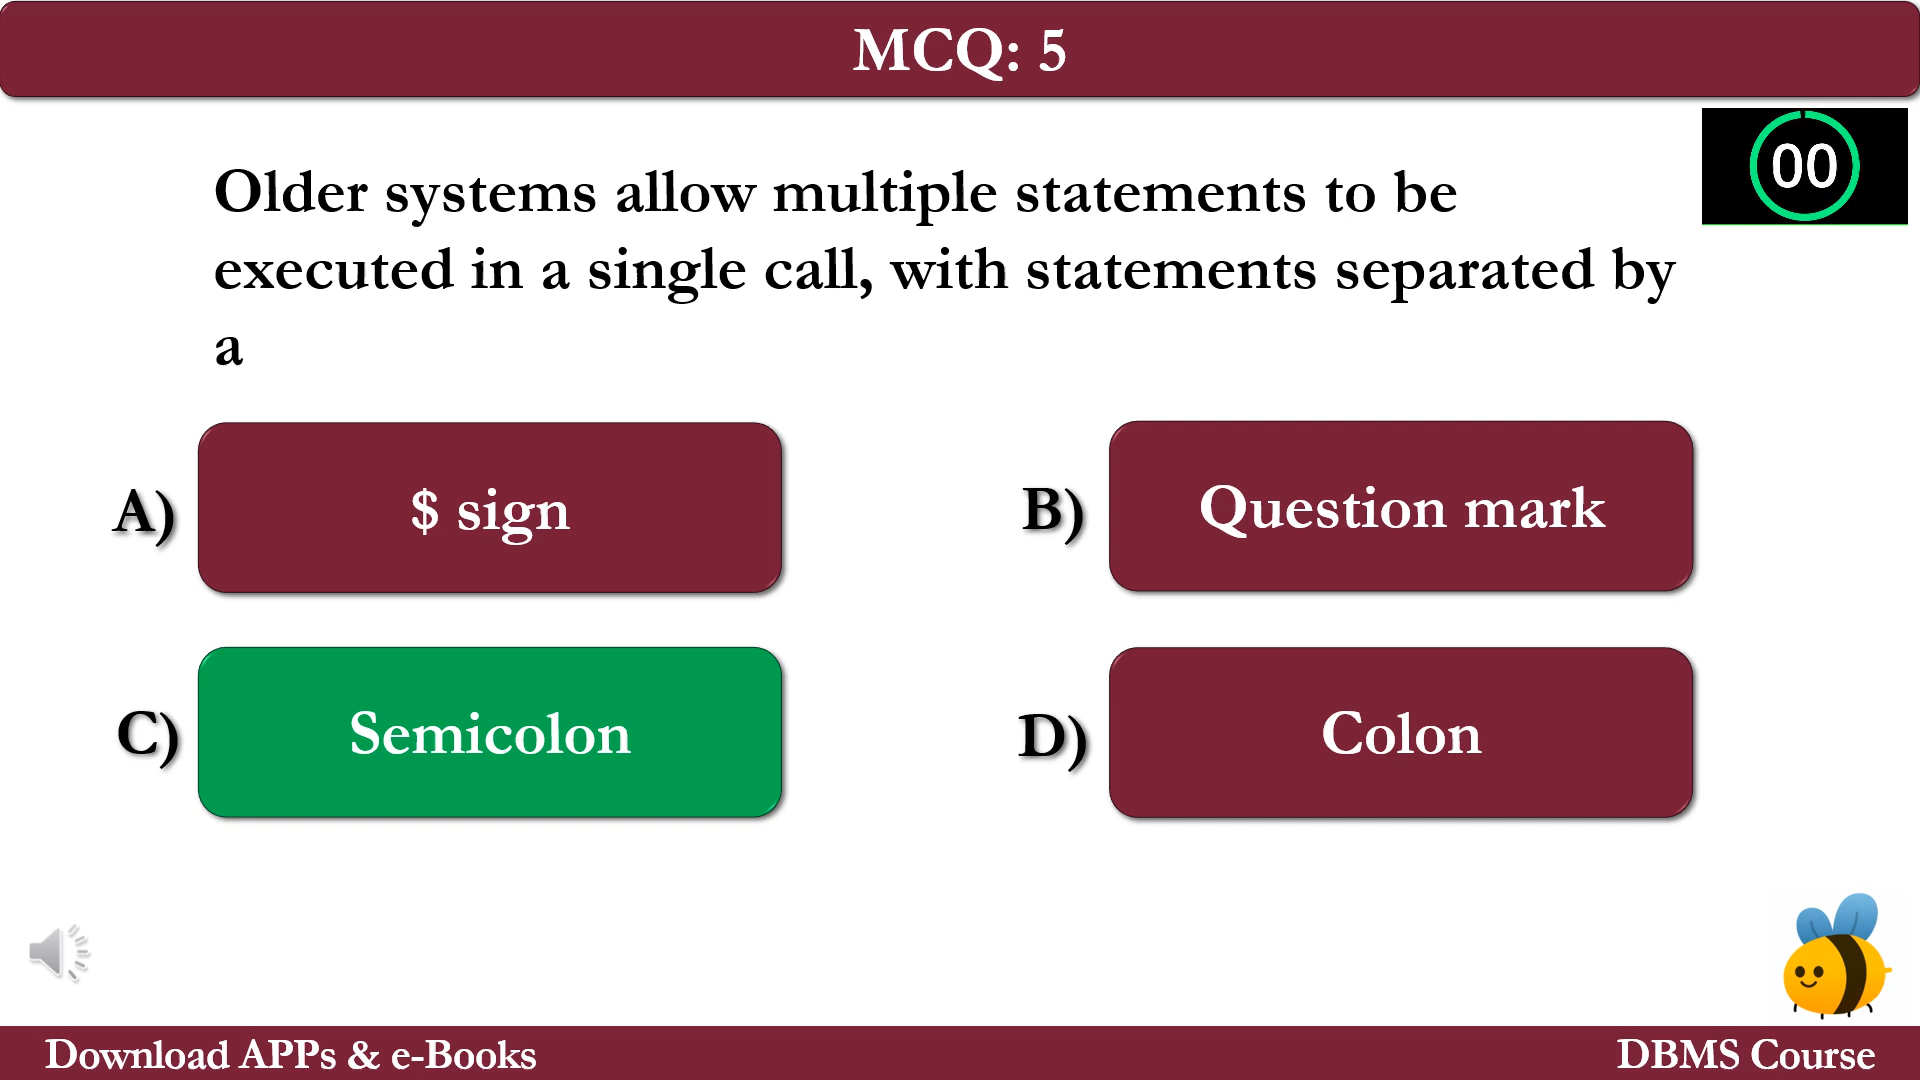 MCQ: 5
00
Older systems allow multiple statements to be
executed in a single call, with statements separated by
a
A) $ sign
B) Question mark
C) Semicolon
D) Colon
Download APPs & e-Books
DBMS Course